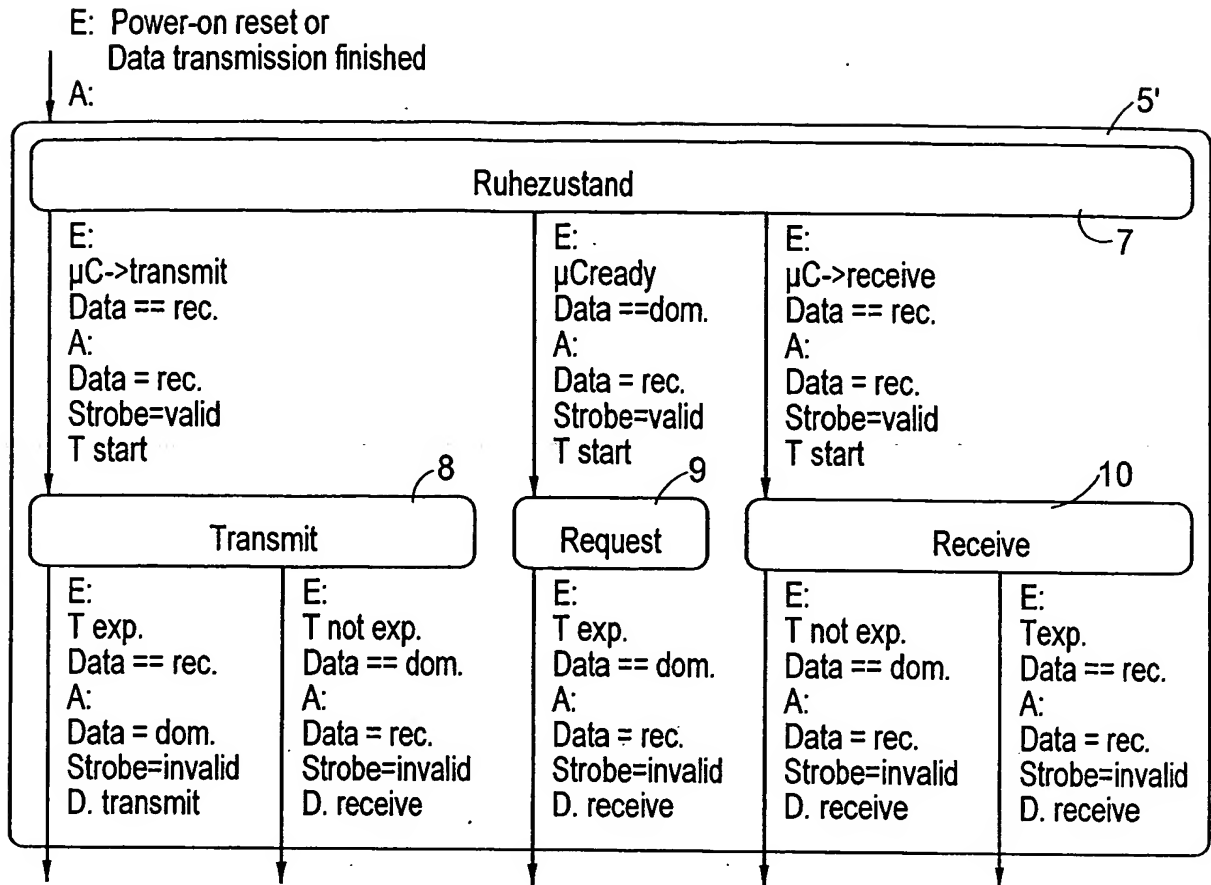 E: Power-on reset or
Data transmission finished
A:
5'
Ruhezustand
7
E:
µC->transmit
Data == rec.
A:
Data = rec.
Strobe=valid
T start
E:
µCready
Data ==dom.
A:
Data = rec.
Strobe=valid
T start
E:
µC->receive
Data == rec.
A:
Data = rec.
Strobe=valid
T start
8
Transmit
9
Request
10
Receive
E:
T exp.
Data == rec.
A:
Data = dom.
Strobe=invalid
D. transmit
E:
T not exp.
Data == dom.
A:
Data = rec.
Strobe=invalid
D. receive
E:
T exp.
Data == dom.
A:
Data = rec.
Strobe=invalid
D. receive
E:
T not exp.
Data == dom.
A:
Data = rec.
Strobe=invalid
D. receive
E:
Texp.
Data == rec.
A:
Data = rec.
Strobe=invalid
D. receive